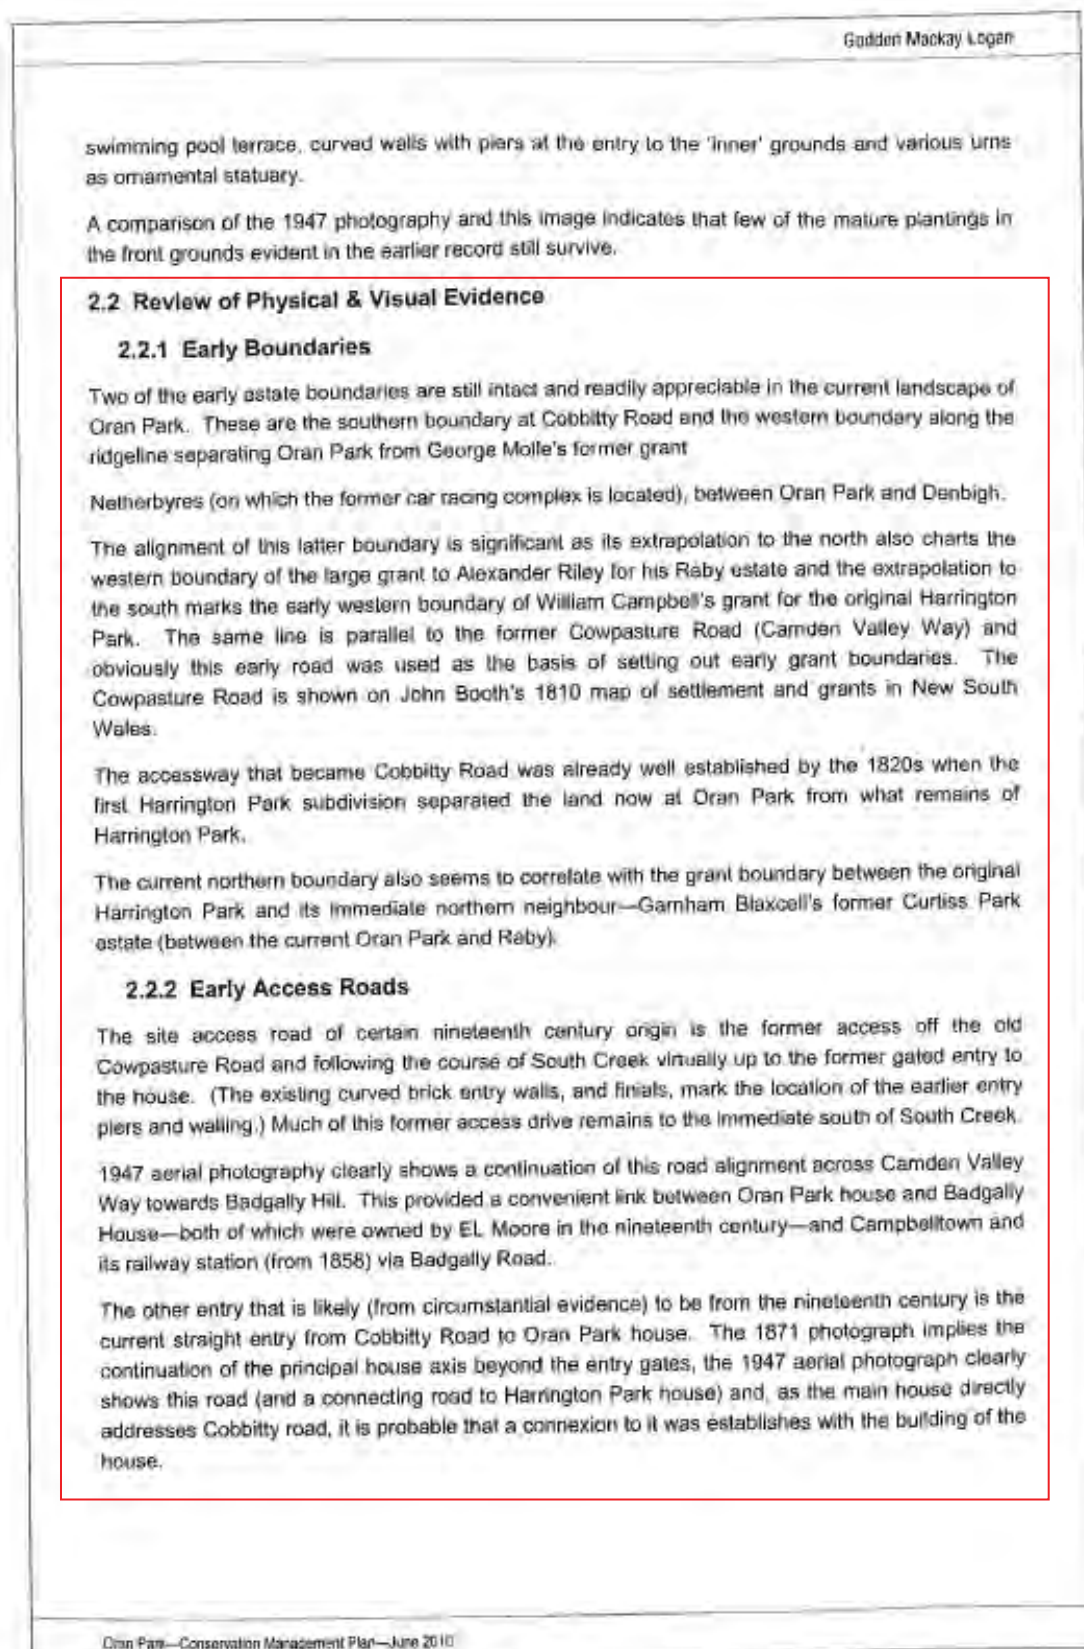 Godden Mackay Logan
swimming pool terrace, curved walls with piers at the entry to the 'inner' grounds and various urns
as ornamental statuary.
A comparison of the 1947 photography and this image indicates that few of the mature plantings in
the front grounds evident in the earlier record still survive.
2.2 Review of Physical & Visual Evidence
2.2.1 Early Boundaries
Two of the early estate boundaries are still intact and readily appreciable in the current landscape of
Oran Park. These are the southern boundary at Cobbitty Road and the western boundary along the
ridgeline separating Oran Park from George Molle's former grant
Netherbyres (on which the former car racing complex is located), between Oran Park and Denbigh.
The alignment of this latter boundary is significant as its extrapolation to the north also charts the
western boundary of the large grant to Alexander Riley for his Raby estate and the extrapolation to
the south marks the early western boundary of William Campbell's grant for the original Harrington
Park. The same line is parallel to the former Cowpasture Road (Camden Valley Way) and
obviously this early road was used as the basis of setting out early grant boundaries. The
Cowpasture Road is shown on John Booth's 1810 map of settlement and grants in New South
Wales.
The accessway that became Cobbitty Road was already well established by the 1820s when the
first Harrington Park subdivision separated the land now at Oran Park from what remains of
Harrington Park.
The current northern boundary also seems to correlate with the grant boundary between the original
Harrington Park and its immediate northern neighbour—Garnham Blaxcell's former Curtiss Park
estate (between the current Oran Park and Raby).
2.2.2 Early Access Roads
The site access road of certain nineteenth century origin is the former access off the old
Cowpasture Road and following the course of South Creek virtually up to the former gated entry to
the house. (The existing curved brick entry walls, and finials, mark the location of the earlier entry
piers and walling.) Much of this former access drive remains to the immediate south of South Creek.
1947 aerial photography clearly shows a continuation of this road alignment across Camden Valley
Way towards Badgally Hill. This provided a convenient link between Oran Park house and Badgally
House—both of which were owned by EL Moore in the nineteenth century—and Campbelltown and
its railway station (from 1858) via Badgally Road.
The other entry that is likely (from circumstantial evidence) to be from the nineteenth century is the
current straight entry from Cobbitty Road to Oran Park house. The 1871 photograph implies the
continuation of the principal house axis beyond the entry gates, the 1947 aerial photograph clearly
shows this road (and a connecting road to Harrington Park house) and, as the main house directly
addresses Cobbitty road, it is probable that a connexion to it was establishes with the building of the
house.
Oran Park—Conservation Management Plan—June 2010